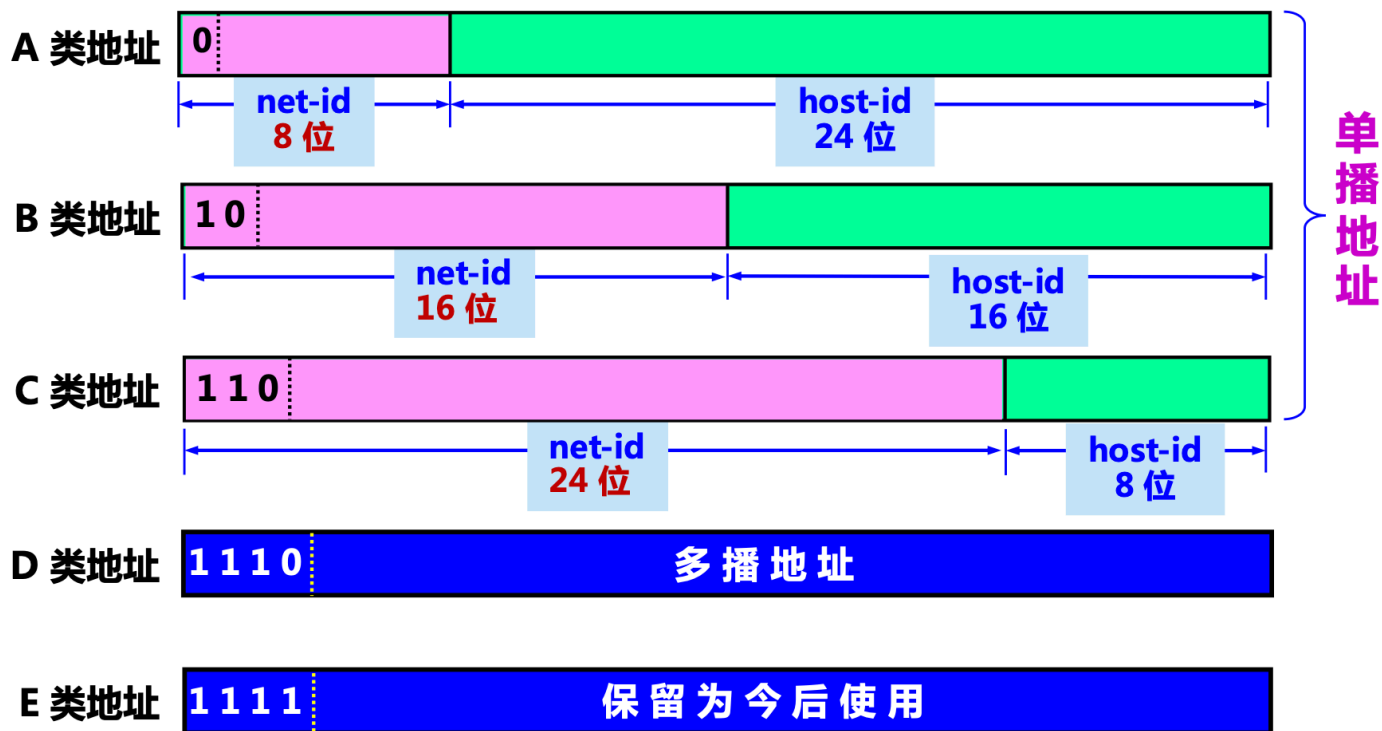 A 类地址
0
net-id
8 位
host-id
24 位
B 类地址
1 0
net-id
16 位
host-id
16 位
C 类地址
1 1 0
net-id
24 位
host-id
8 位
单播地址
D 类地址
1 1 1 0
多播地址
E 类地址
1 1 1 1
保留为今后使用